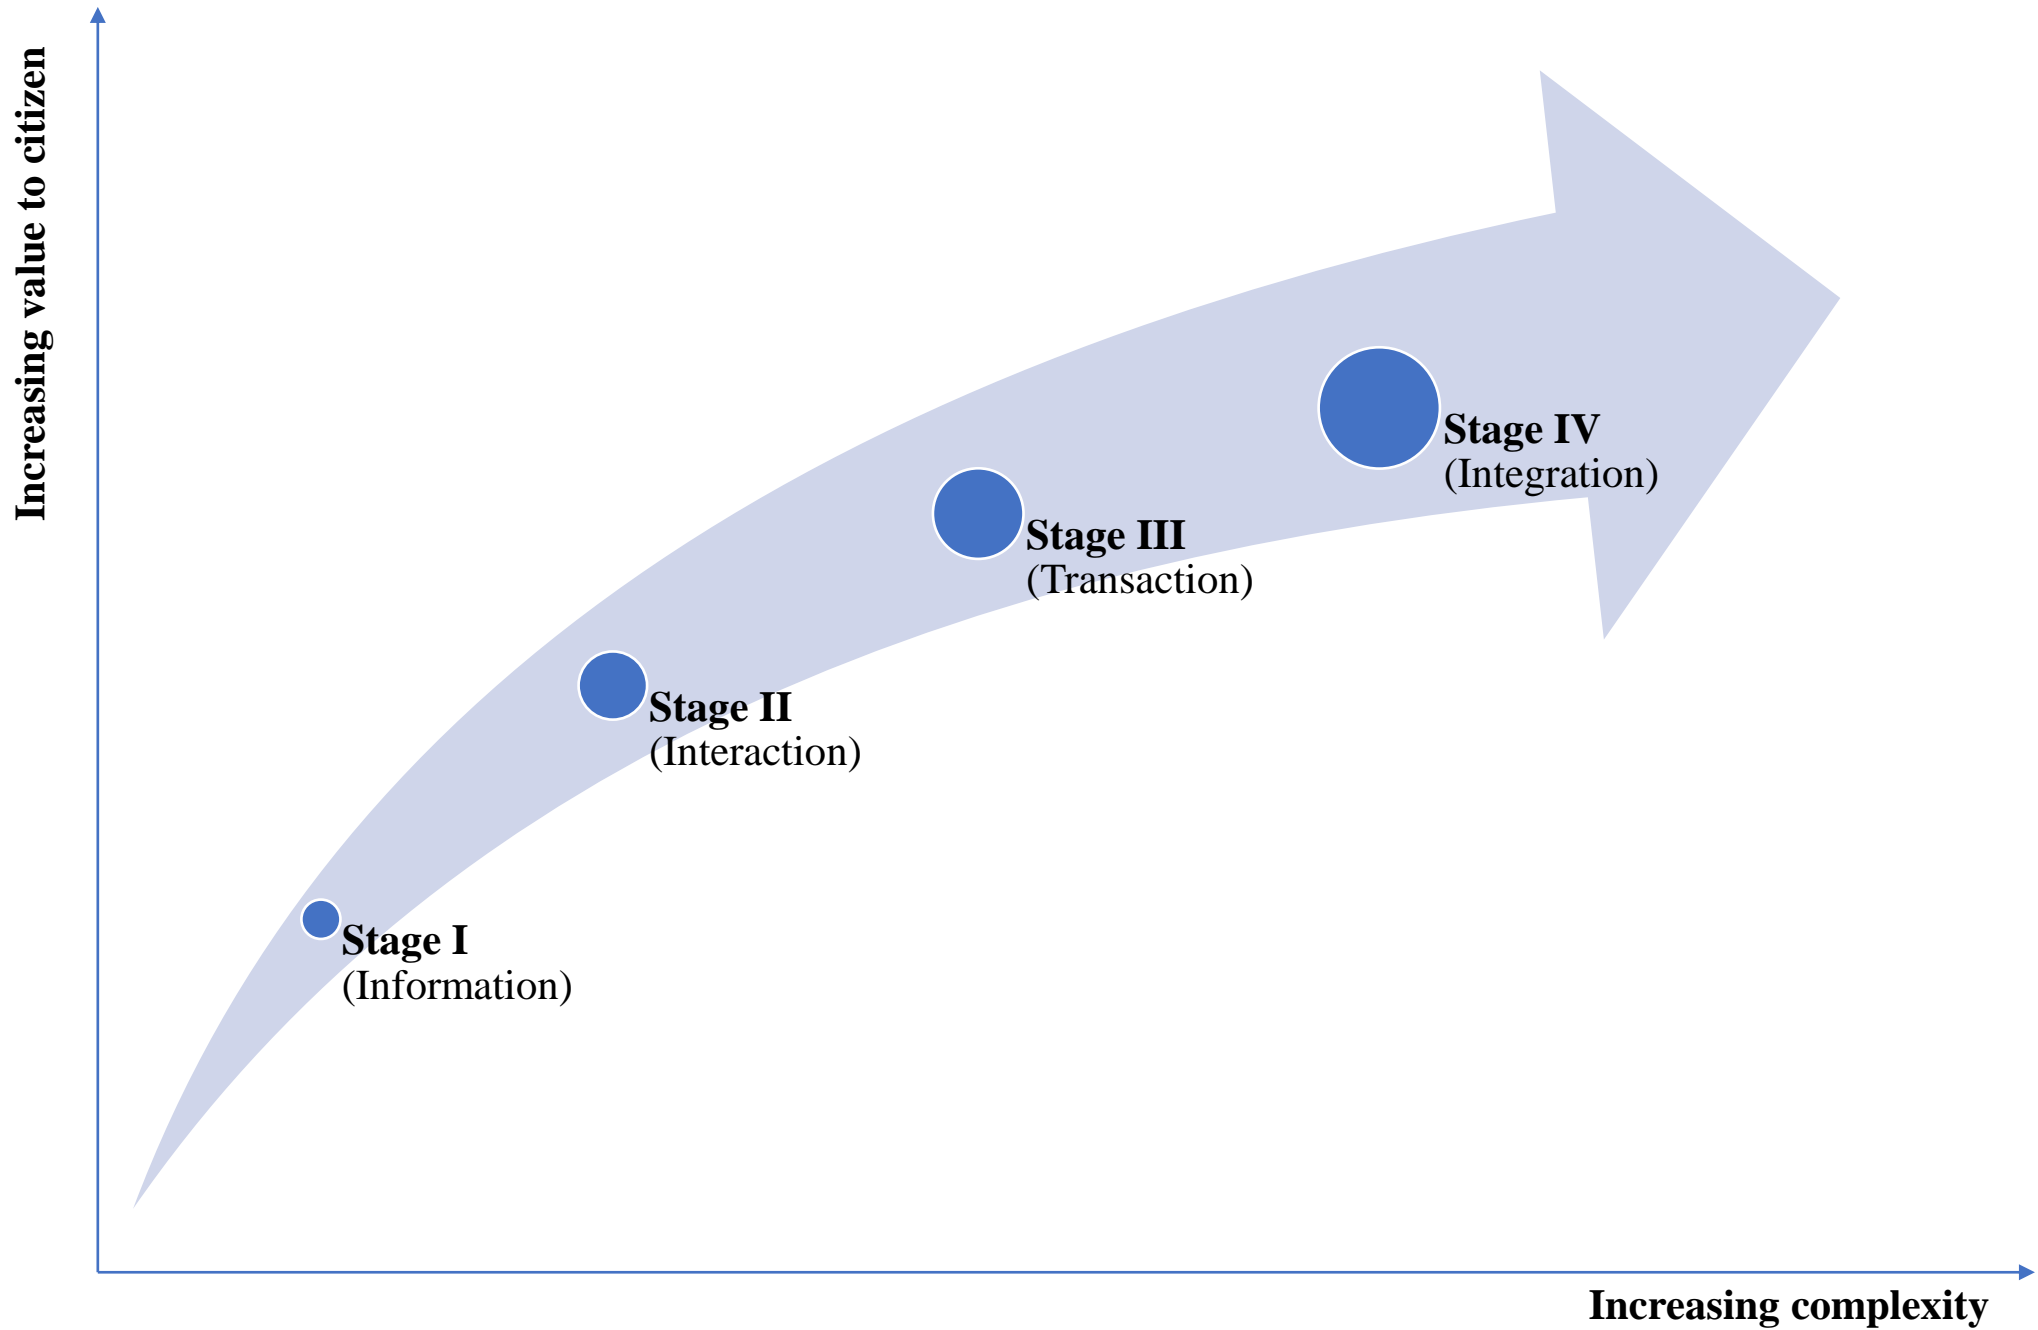 Increasing value to citizen
Stage IV
(Integration)
Stage III
(Transaction)
Stage II
(Interaction)
Stage I
(Information)
Increasing complexity